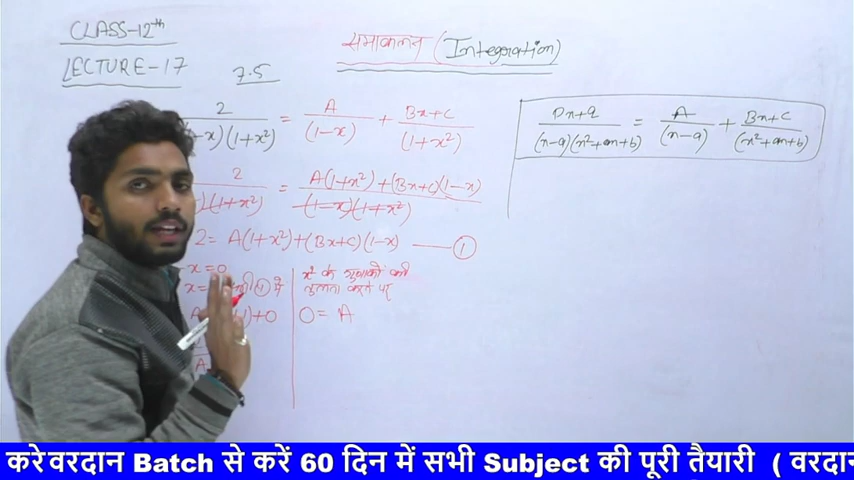 CLASS-12th
समाकलन (Integration)
LECTURE-17
7.5
2/(-x)(1+x²) = A/(1-x) + Bx+C/(1+x²)
Px+q/(x-a)(x²+ax+b) = A/(x-a) + Bx+C/(x²+ax+b)
2/(1+x²) = A(1+x²)+(Bx+C)(1-x)/(1-x)(1+x²)
2 = A(1+x²)+(Bx+C)(1-x) —— ①
x=0
x² के गुणांकों की
x= ① में
तुलना करने पर
A +1)+0
0= A
A
करे वरदान Batch से करें 60 दिन में सभी Subject की पूरी तैयारी ( वरदान